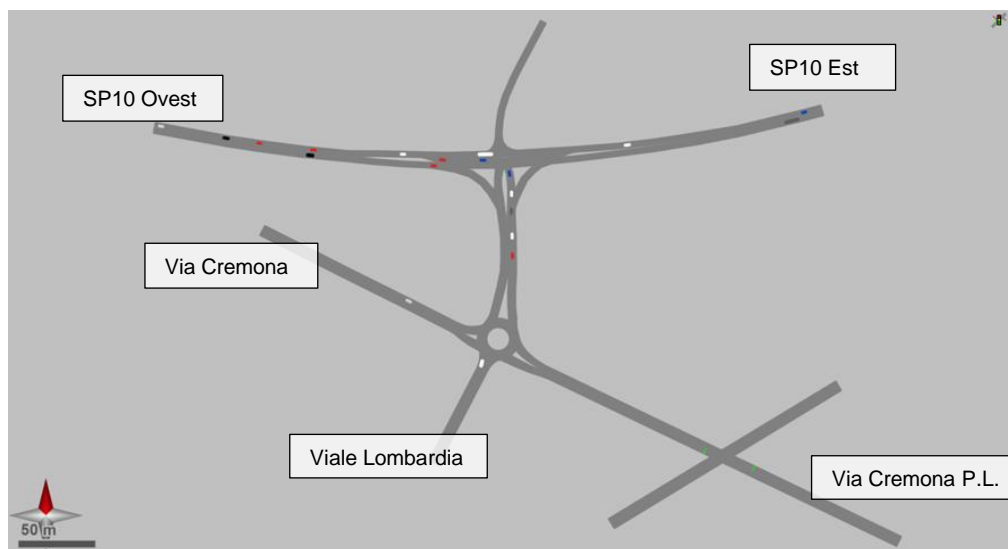 SP10 Est
SP10 Ovest
Via Cremona
Viale Lombardia
Via Cremona P.L.
50 m